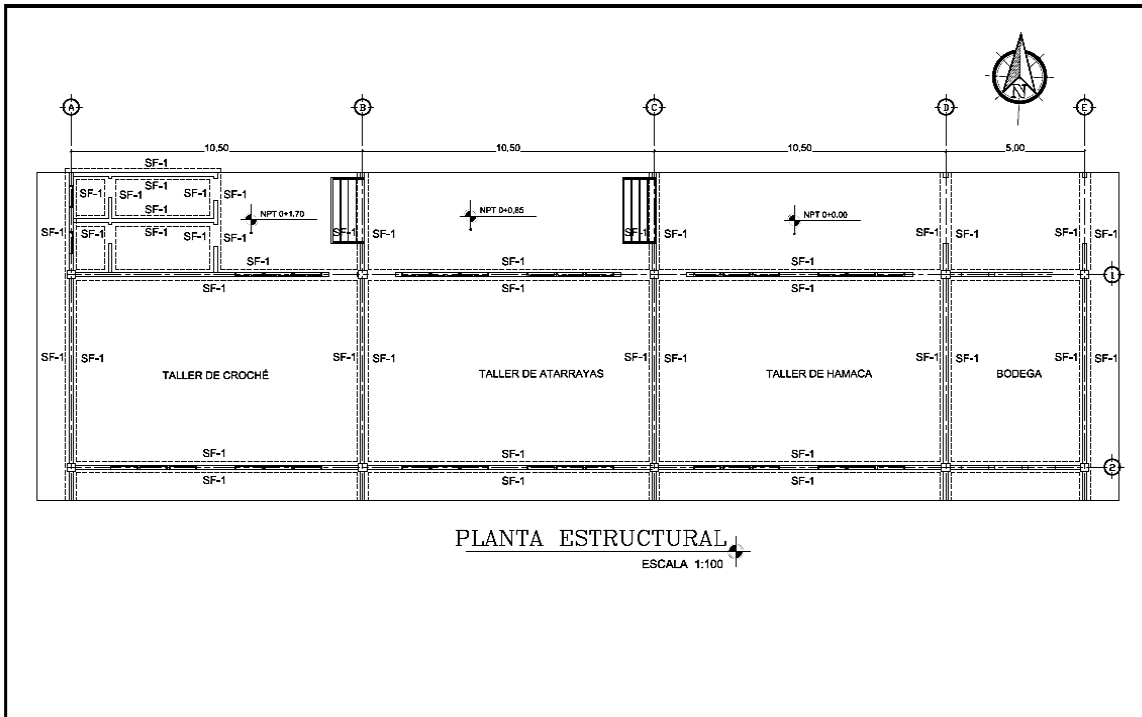 N
A B C D E
10,50 10,50 10,50 5,00
SF-1
SF-1 SF-1
SF-1 SF-1 SF-1 SF-1
NPT 0+1.70 NPT 0+0,85 NPT 0+0.00
SF-1
SF-1 SF-1 SF-1 SF-1 SF-1 SF-1 SF-1 SF-1 SF-1 SF-1 SF-1 SF-1
SF-1 SF-1 SF-1
1
SF-1 SF-1 SF-1
SF-1 SF-1 SF-1 SF-1 SF-1 SF-1 SF-1 SF-1 SF-1 SF-1
TALLER DE CROCHÉ TALLER DE ATARRAYAS TALLER DE HAMACA BODEGA
SF-1 SF-1 SF-1
2
SF-1 SF-1 SF-1
PLANTA ESTRUCTURAL
ESCALA 1:100